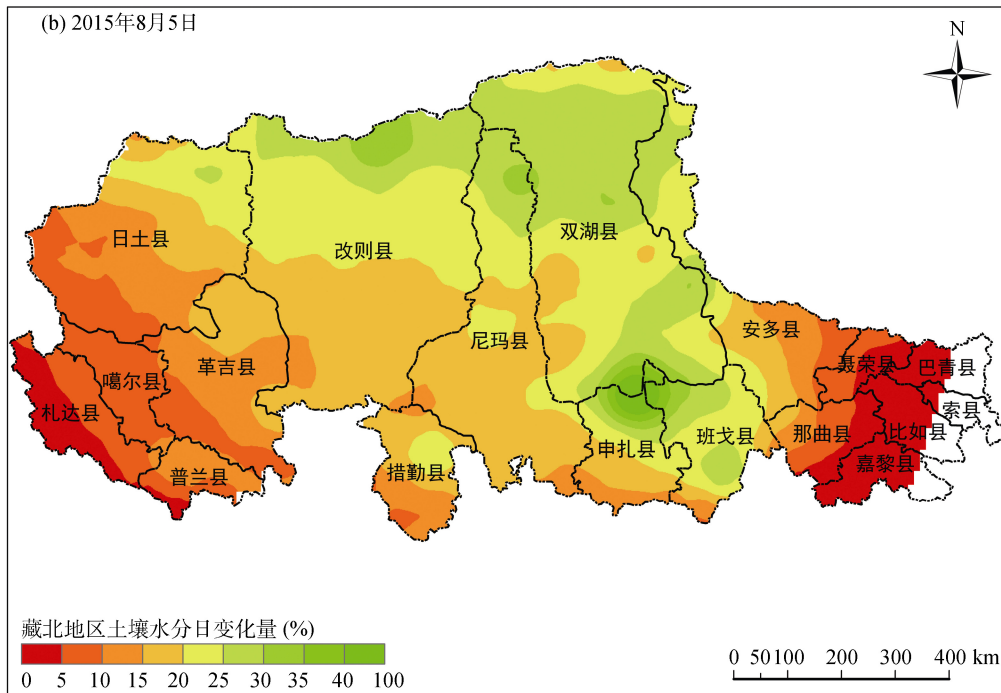 (b) 2015年8月5日
N
日土县
改则县
双湖县
安多县
尼玛县
聂荣县
巴青县
噶尔县
革吉县
札达县
索县
那曲县
比如县
班戈县
申扎县
嘉黎县
普兰县
措勤县
藏北地区土壤水分日变化量 (%)
0 5 10 15 20 25 30 35 40 100
0 50 100 200 300 400 km